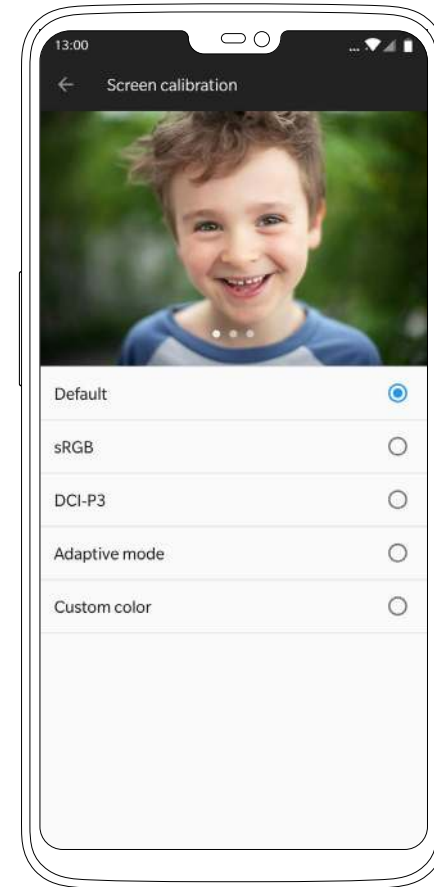 13:00
...
Screen calibration
Default
sRGB
DCI-P3
Adaptive mode
Custom color